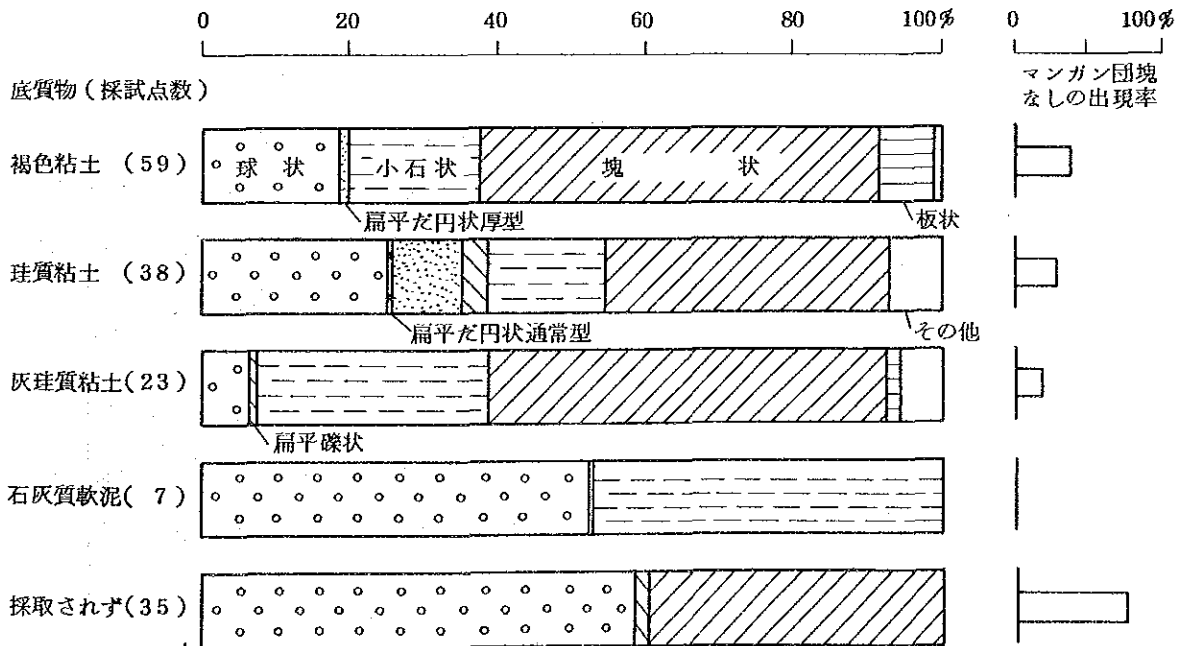 0 20 40 60 80 100% 0 100%
マンガン団塊
なしの出現率
底質物(採試点数)
褐色粘土 (59) 球状 小石状 塊状
扁平だ円状厚型 板状
珪質粘土 (38)
扁平だ円状通常型 その他
灰珪質粘土(23)
扁平礫状
石灰質軟泥( 7)
採取されず(35)